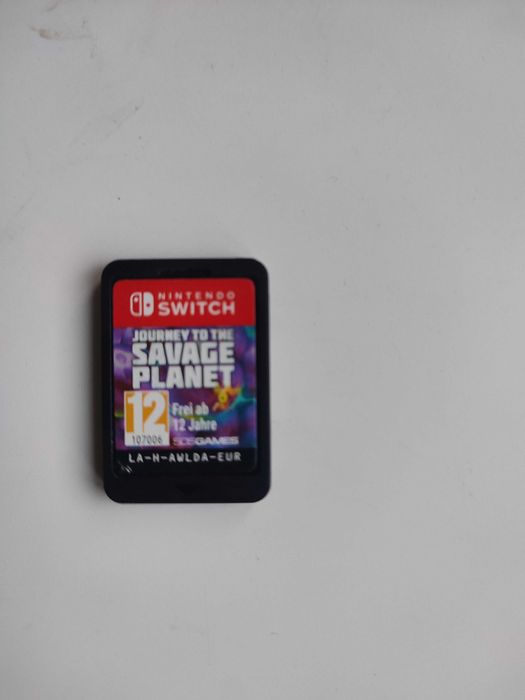 NINTENDO
SWITCH
JOURNEY TO THE
SAVAGE
PLANET
12
Frei ab
12 Jahre
107006
505GAMES
LA-H-AWLDA-EUR